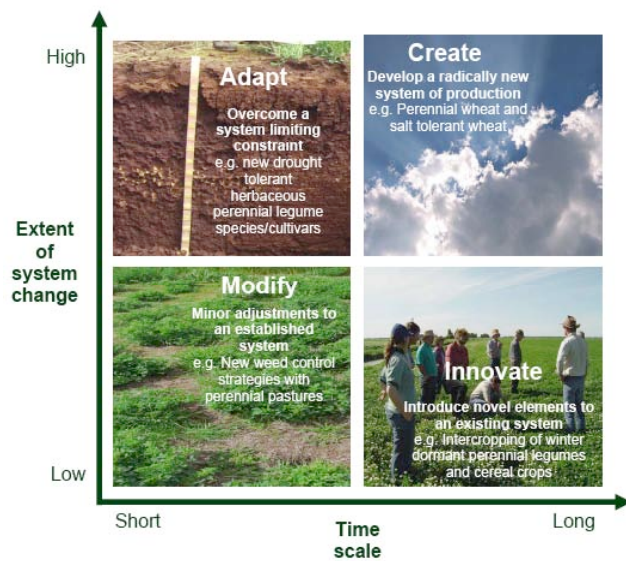 High
Adapt
Overcome a
system limiting
constraint
e.g. new drought
tolerant
herbaceous
perennial legume
species/cultivars
Create
Develop a radically new
system of production
e.g. Perennial wheat and
salt tolerant wheat
Extent
of
system
change
Modify
Minor adjustments to
an established
system
e.g. New weed control
strategies with
perennial pastures
Innovate
Introduce novel elements to
an existing system
e.g. Intercropping of winter
dormant perennial legumes
and cereal crops
Low
Short
Time
scale
Long